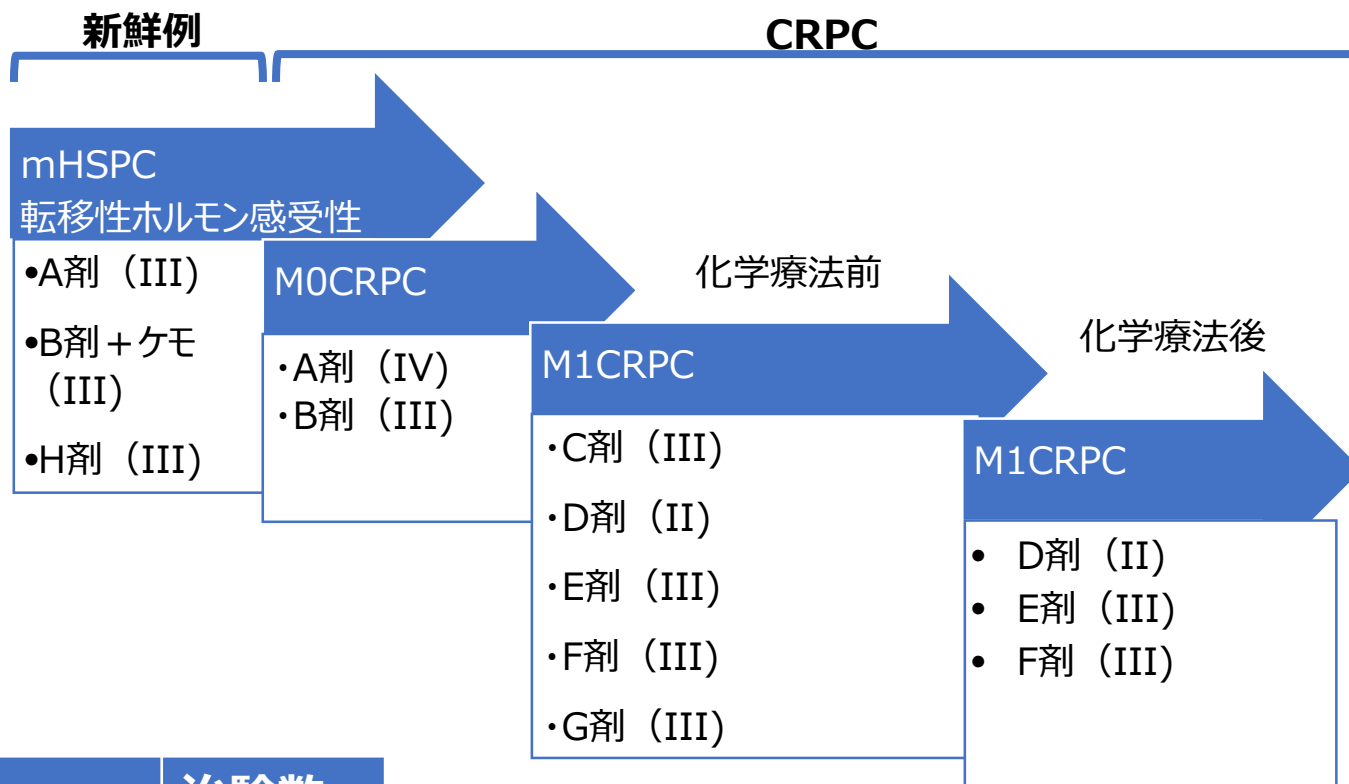 新鮮例
CRPC
mHSPC
転移性ホルモン感受性
•A剤（III)
•B剤＋ケモ
（III)
•H剤（III)
M0CRPC
・A剤（IV)
・B剤（III)
化学療法前
M1CRPC
・C剤（III)
・D剤（II)
・E剤（III)
・F剤（III)
・G剤（III)
化学療法後
M1CRPC
• D剤（II)
• E剤（III)
• F剤（III)
治験数